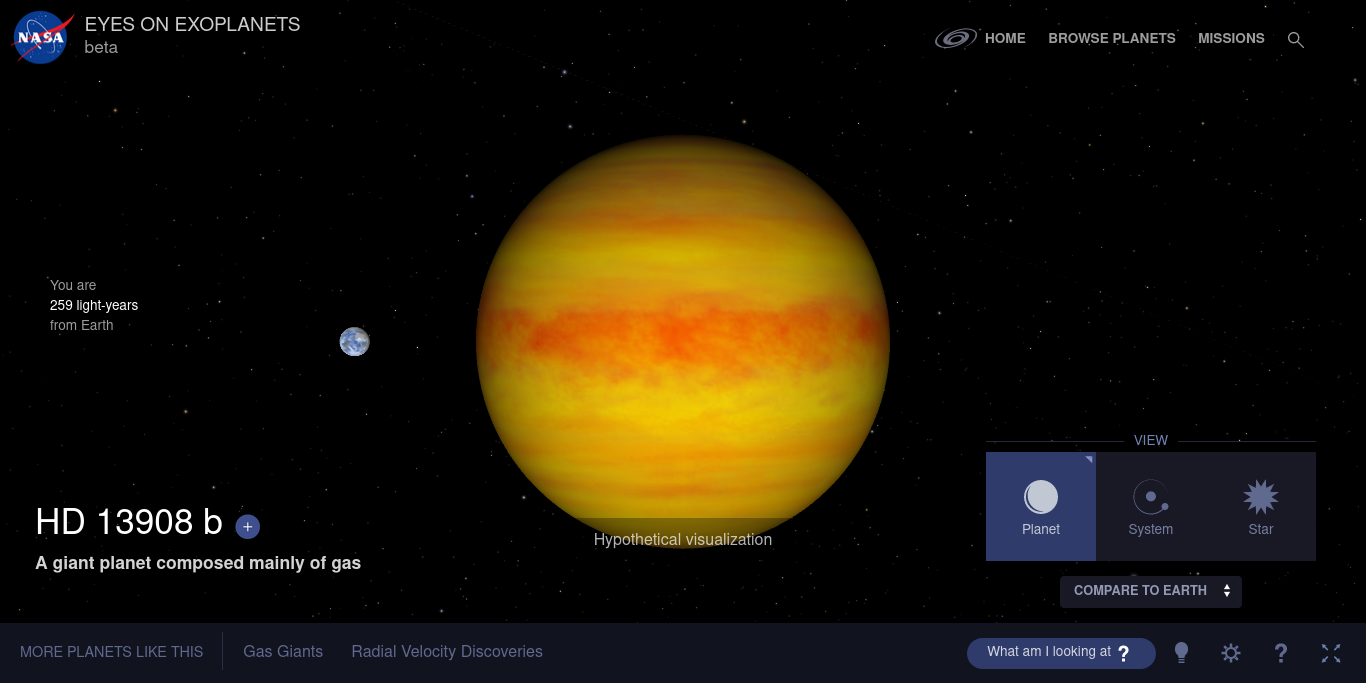 NASA
EYES ON EXOPLANETS
beta
HOME
BROWSE PLANETS
MISSIONS
You are
259 light-years
from Earth
HD 13908 b +
A giant planet composed mainly of gas
Hypothetical visualization
VIEW
Planet
System
Star
COMPARE TO EARTH
MORE PLANETS LIKE THIS
Gas Giants
Radial Velocity Discoveries
What am I looking at ?
?